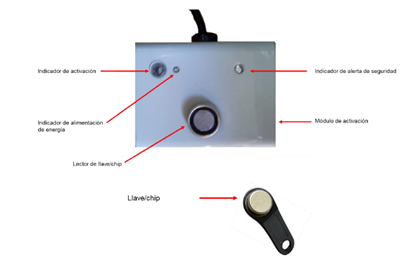 Indicador de activación
Indicador de alerta de seguridad
Indicador de alimentación
de energía
Módulo de activación
Lector de llave/chip
Llave/chip